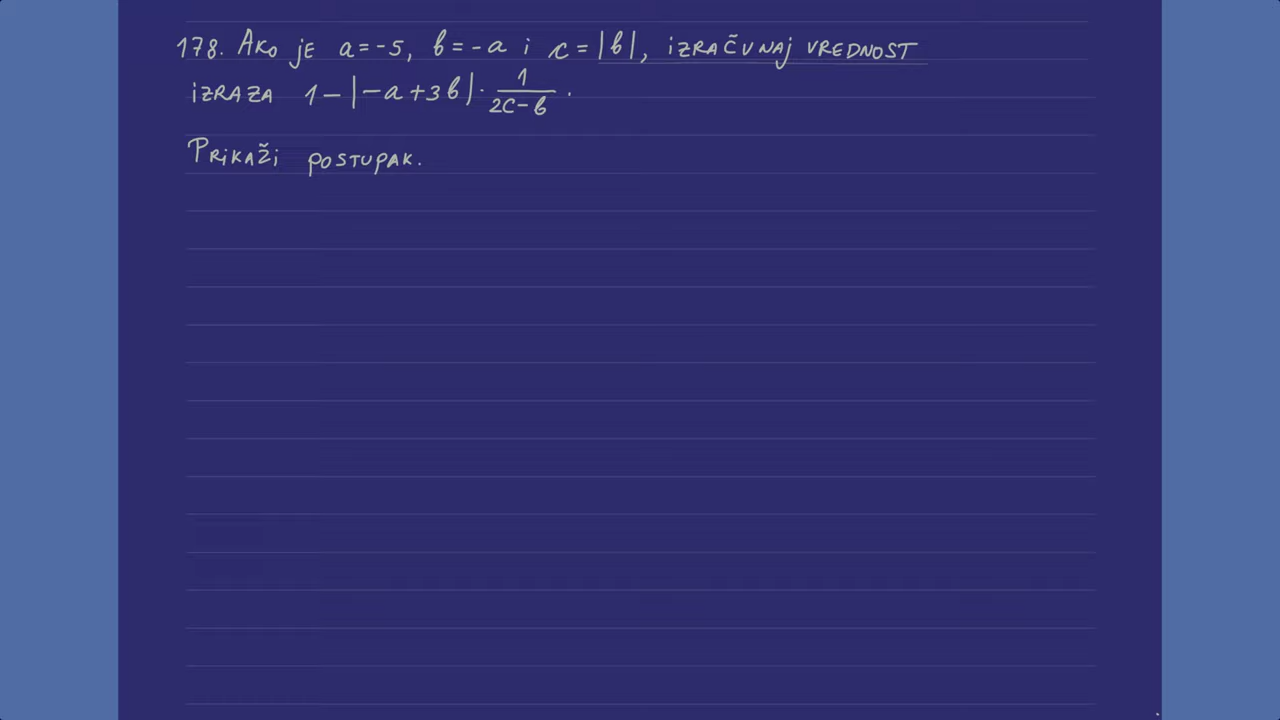 178. Ako je a=-5, b=-a i c=|b|, izračunaj vrednost
izraza 1-|-a+3b|·1/(2c-b).
Prikaži postupak.